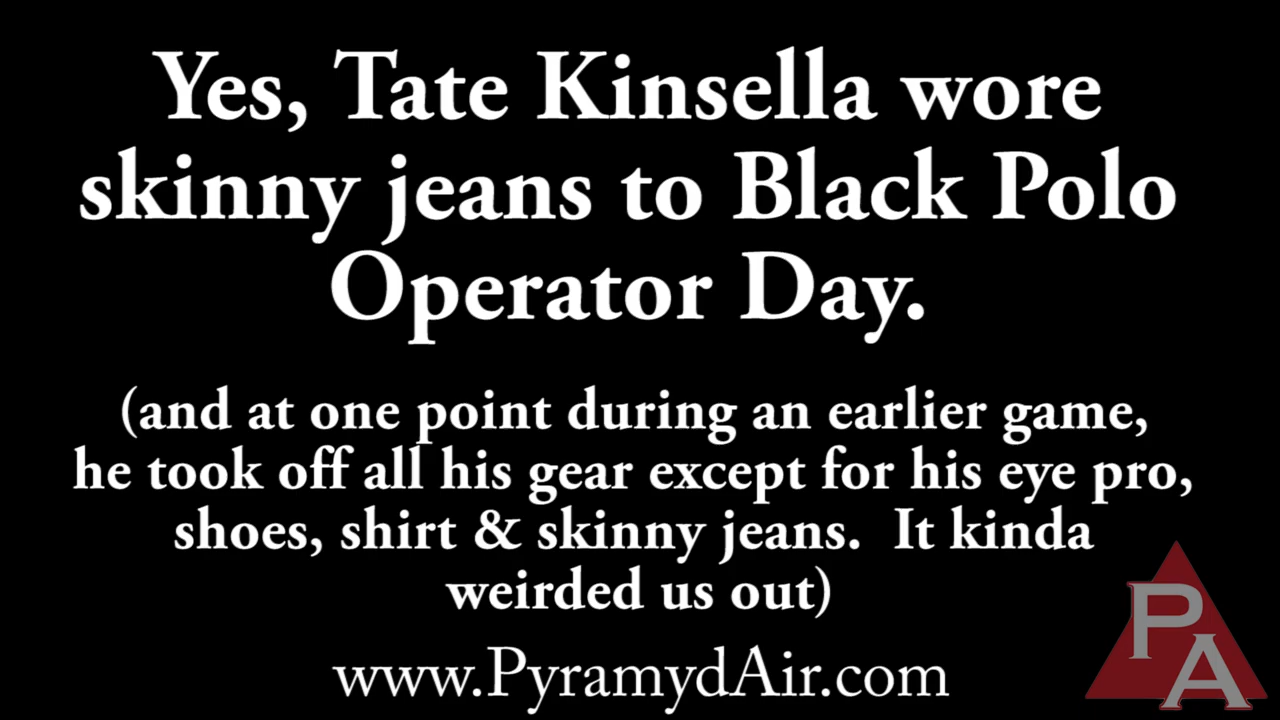 Yes, Tate Kinsella wore
skinny jeans to Black Polo
Operator Day.
(and at one point during an earlier game,
he took off all his gear except for his eye pro,
shoes, shirt & skinny jeans.  It kinda
weirded us out)
www.PyramydAir.com
PA